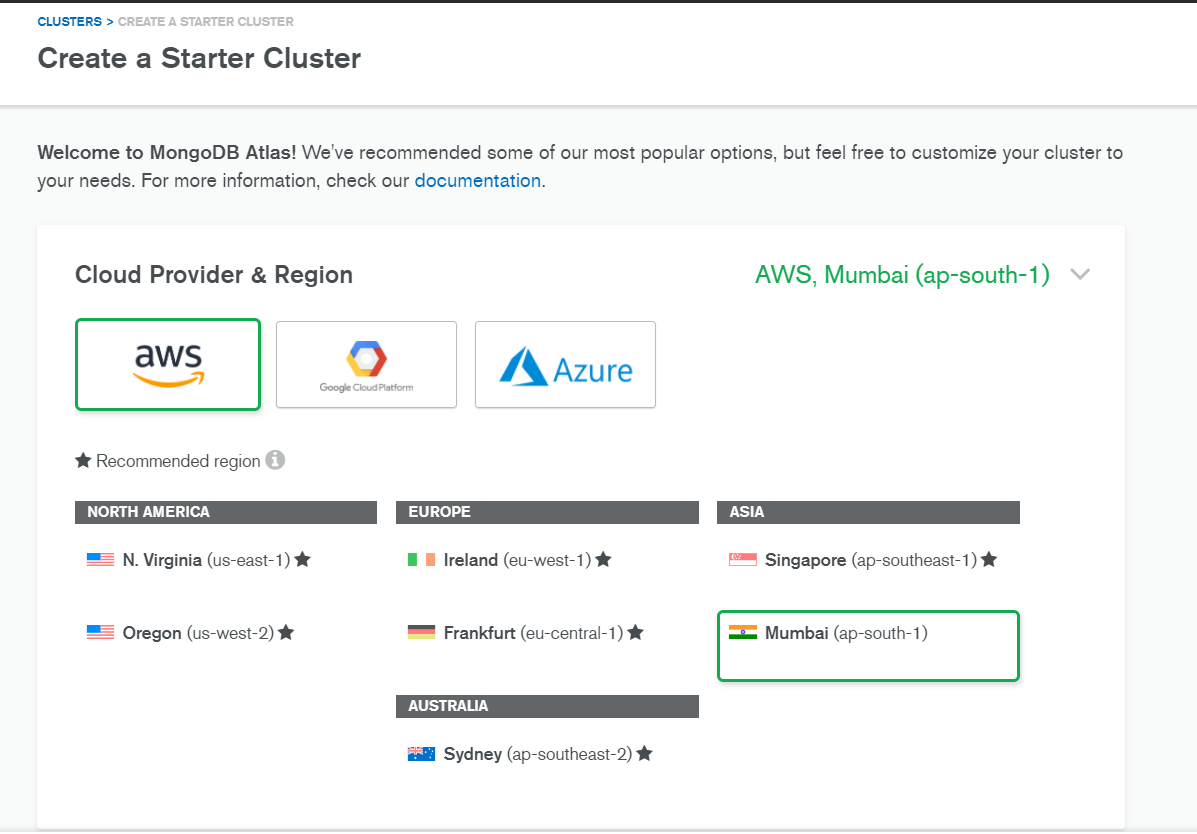 CLUSTERS > CREATE A STARTER CLUSTER
Create a Starter Cluster
Welcome to MongoDB Atlas! We've recommended some of our most popular options, but feel free to customize your cluster to
your needs. For more information, check our documentation.
Cloud Provider & Region
AWS, Mumbai (ap-south-1)
aws
Google Cloud Platform
Azure
★ Recommended region
NORTH AMERICA
N. Virginia (us-east-1) ★
Oregon (us-west-2) ★
EUROPE
Ireland (eu-west-1) ★
Frankfurt (eu-central-1) ★
AUSTRALIA
Sydney (ap-southeast-2) ★
ASIA
Singapore (ap-southeast-1) ★
Mumbai (ap-south-1)